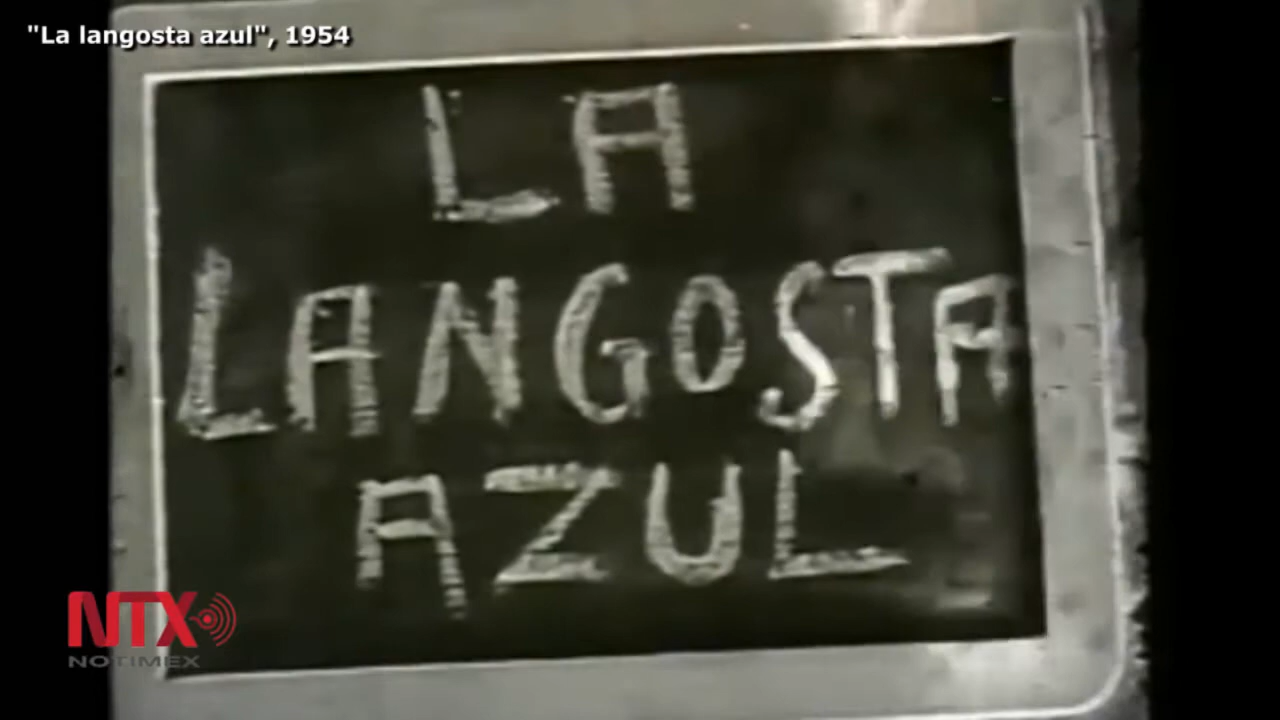 "La langosta azul", 1954
LA
LANGOSTA
AZUL
NTX
NOTIMEX